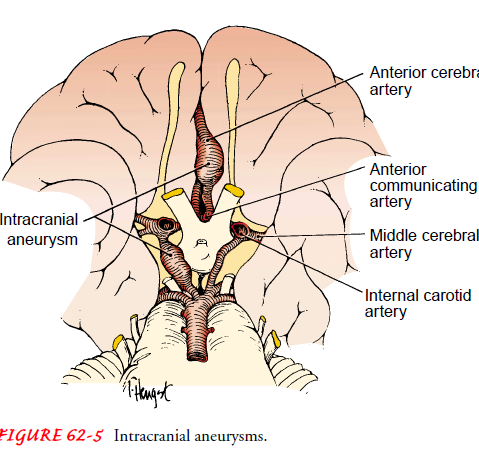 Anterior cerebra
artery
Anterior
communicating
artery
Intracranial
aneurysm
Middle cerebral
artery
Internal carotid
artery
FIGURE 62-5 Intracranial aneurysms.